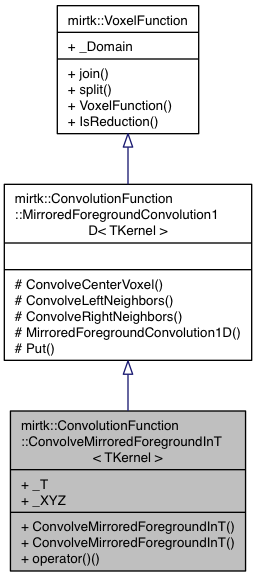 mirtk::VoxelFunction
+ _Domain
+ join()
+ split()
+ VoxelFunction()
+ IsReduction()
mirtk::ConvolutionFunction
::MirroredForegroundConvolution1
D< TKernel >
# ConvolveCenterVoxel()
# ConvolveLeftNeighbors()
# ConvolveRightNeighbors()
# MirroredForegroundConvolution1D()
# Put()
mirtk::ConvolutionFunction
::ConvolveMirroredForegroundInT
< TKernel >
+ _T
+ _XYZ
+ ConvolveMirroredForegroundInT()
+ ConvolveMirroredForegroundInT()
+ operator()()